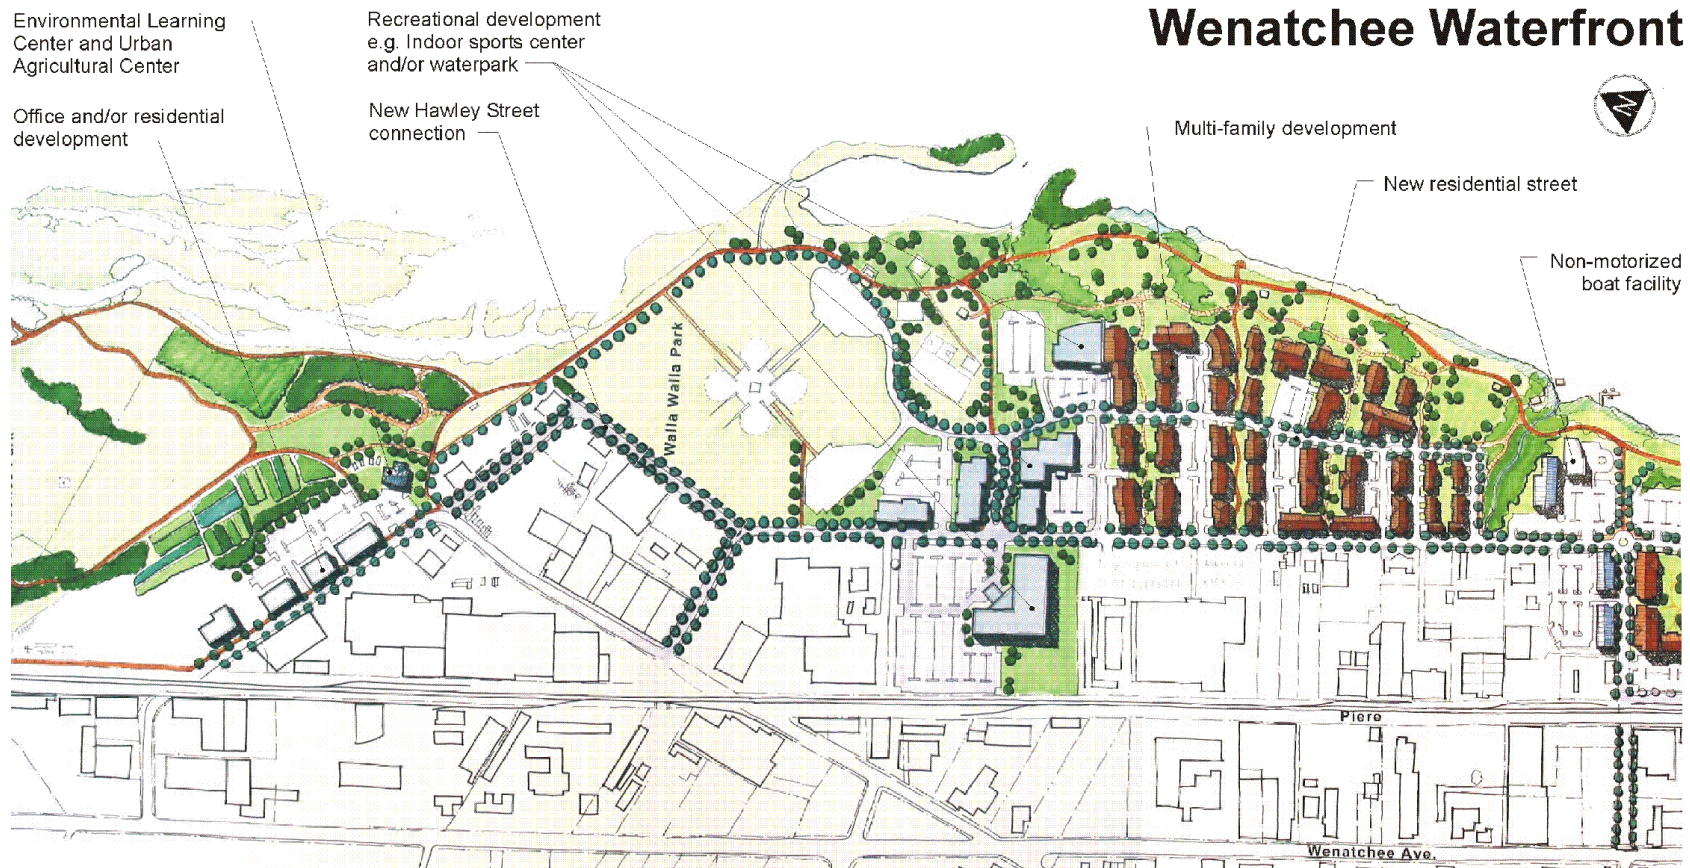 Wenatchee Waterfront
Environmental Learning
Center and Urban
Agricultural Center
Office and/or residential
development
Recreational development
e.g. Indoor sports center
and/or waterpark
New Hawley Street
connection
Multi-family development
New residential street
Non-motorized
boat facility
N
Walla Walla Park
Piere
Wenatchee Ave.